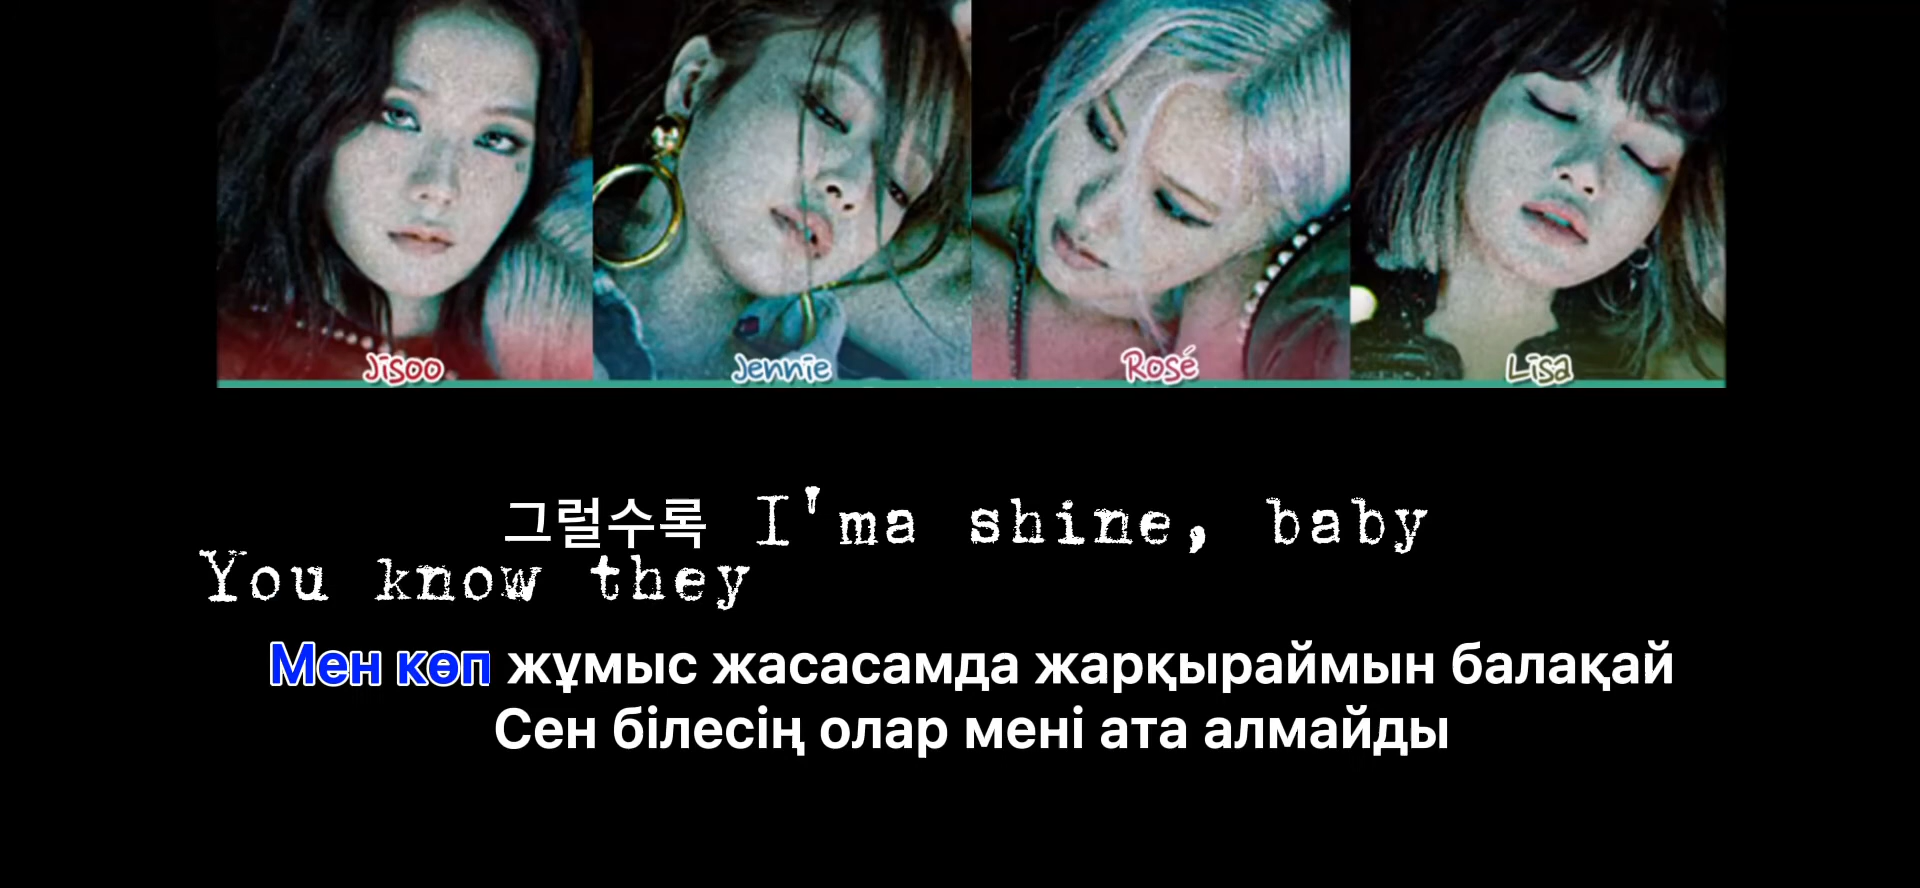 Jisoo Jennie Rosé Lisa
그럴수록 I'ma shine, baby
You know they
Мен көп жұмыс жасасамда жарқыраймын балақай
Сен білесің олар мені ата алмайды